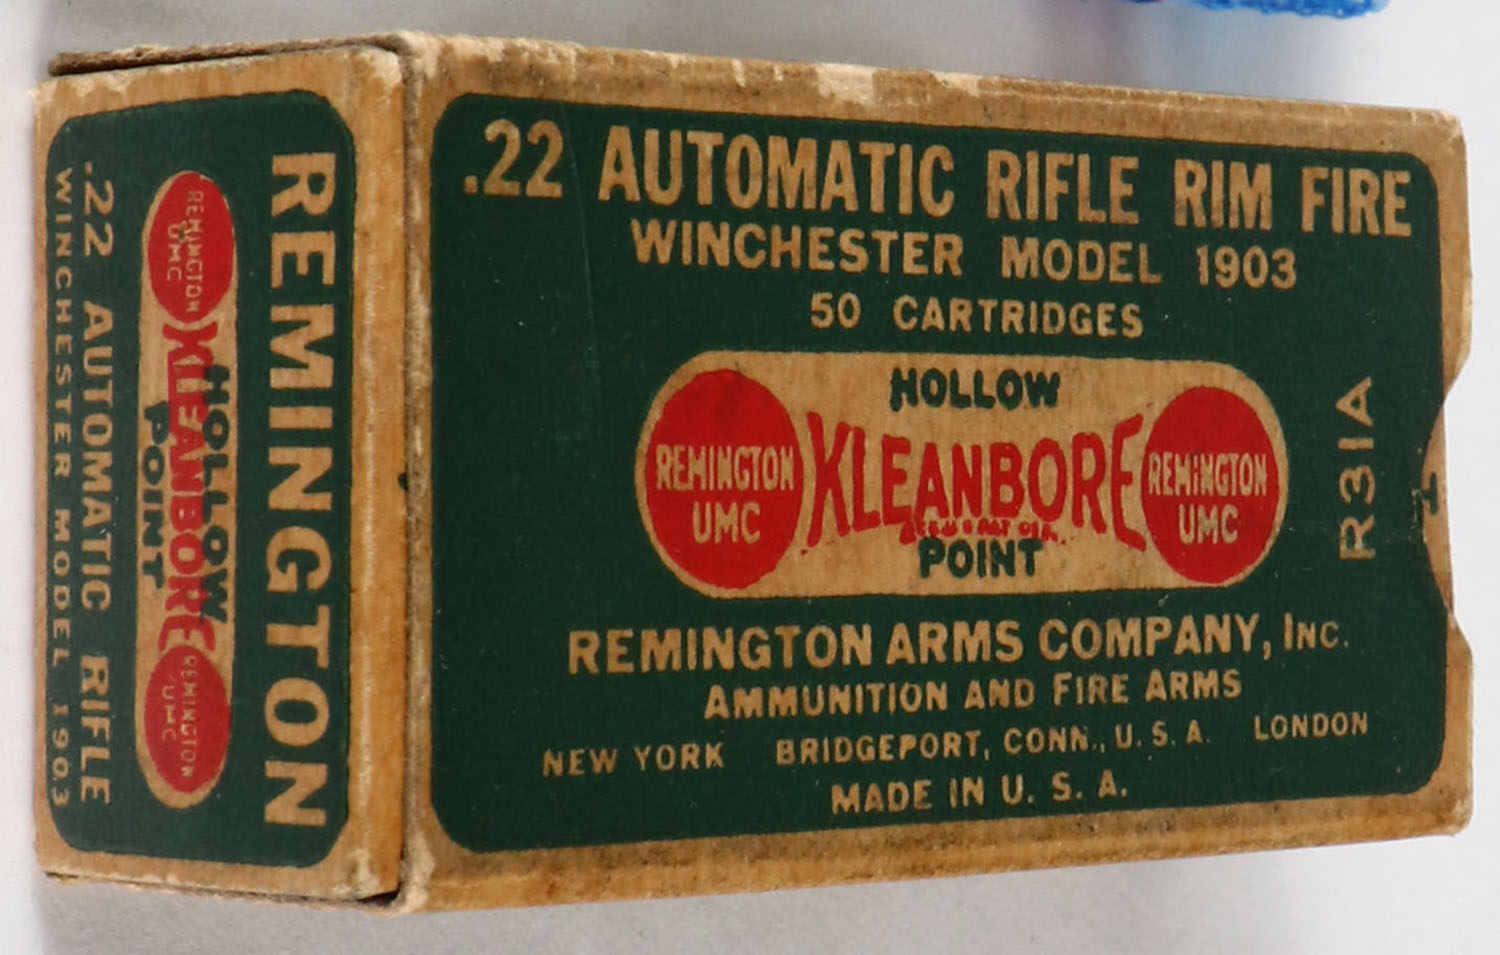 .22 AUTOMATIC RIFLE RIM FIRE
WINCHESTER MODEL 1903
50 CARTRIDGES
HOLLOW
REMINGTON UMC
KLEANBORE
REMINGTON UMC
POINT
R31A
REMINGTON ARMS COMPANY, INC.
AMMUNITION AND FIRE ARMS
NEW YORK BRIDGEPORT, CONN., U. S. A. LONDON
MADE IN U. S. A.
REMINGTON
REMINGTON UMC
HOLLOW HOLLOW
KLEANBORE
POINT
REMINGTON UMC
.22 AUTOMATIC RIFLE
WINCHESTER MODEL 1903